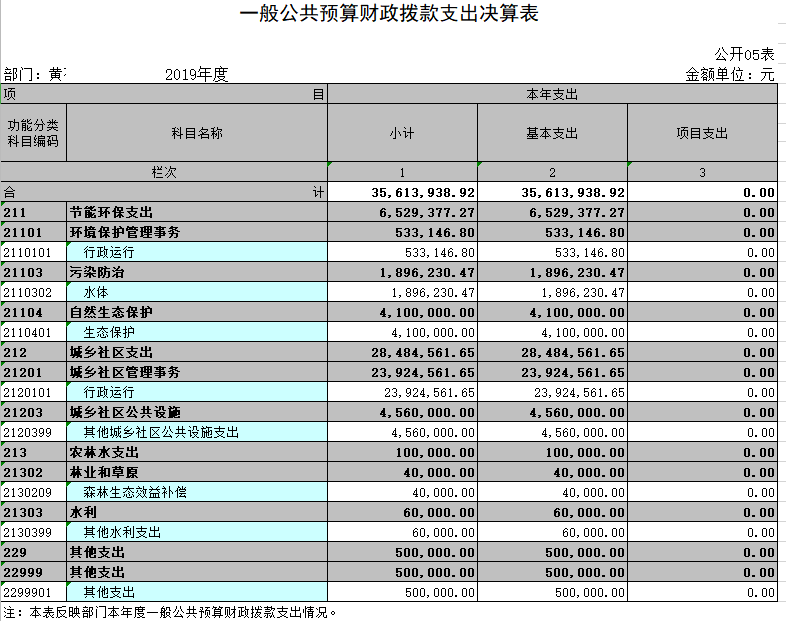 一般公共预算财政拨款支出决算表
公开05表
部门：黄 2019年度 金额单位：元
项 目 本年支出
功能分类科目编码 科目名称 小计 基本支出 项目支出
栏次 1 2 3
合 计 35,613,938.92 35,613,938.92 0.00
211 节能环保支出 6,529,377.27 6,529,377.27 0.00
21101 环境保护管理事务 533,146.80 533,146.80 0.00
2110101 行政运行 533,146.80 533,146.80 0.00
21103 污染防治 1,896,230.47 1,896,230.47 0.00
2110302 水体 1,896,230.47 1,896,230.47 0.00
21104 自然生态保护 4,100,000.00 4,100,000.00 0.00
2110401 生态保护 4,100,000.00 4,100,000.00 0.00
212 城乡社区支出 28,484,561.65 28,484,561.65 0.00
21201 城乡社区管理事务 23,924,561.65 23,924,561.65 0.00
2120101 行政运行 23,924,561.65 23,924,561.65 0.00
21203 城乡社区公共设施 4,560,000.00 4,560,000.00 0.00
2120399 其他城乡社区公共设施支出 4,560,000.00 4,560,000.00 0.00
213 农林水支出 100,000.00 100,000.00 0.00
21302 林业和草原 40,000.00 40,000.00 0.00
2130209 森林生态效益补偿 40,000.00 40,000.00 0.00
21303 水利 60,000.00 60,000.00 0.00
2130399 其他水利支出 60,000.00 60,000.00 0.00
229 其他支出 500,000.00 500,000.00 0.00
22999 其他支出 500,000.00 500,000.00 0.00
2299901 其他支出 500,000.00 500,000.00 0.00
注：本表反映部门本年度一般公共预算财政拨款支出情况。